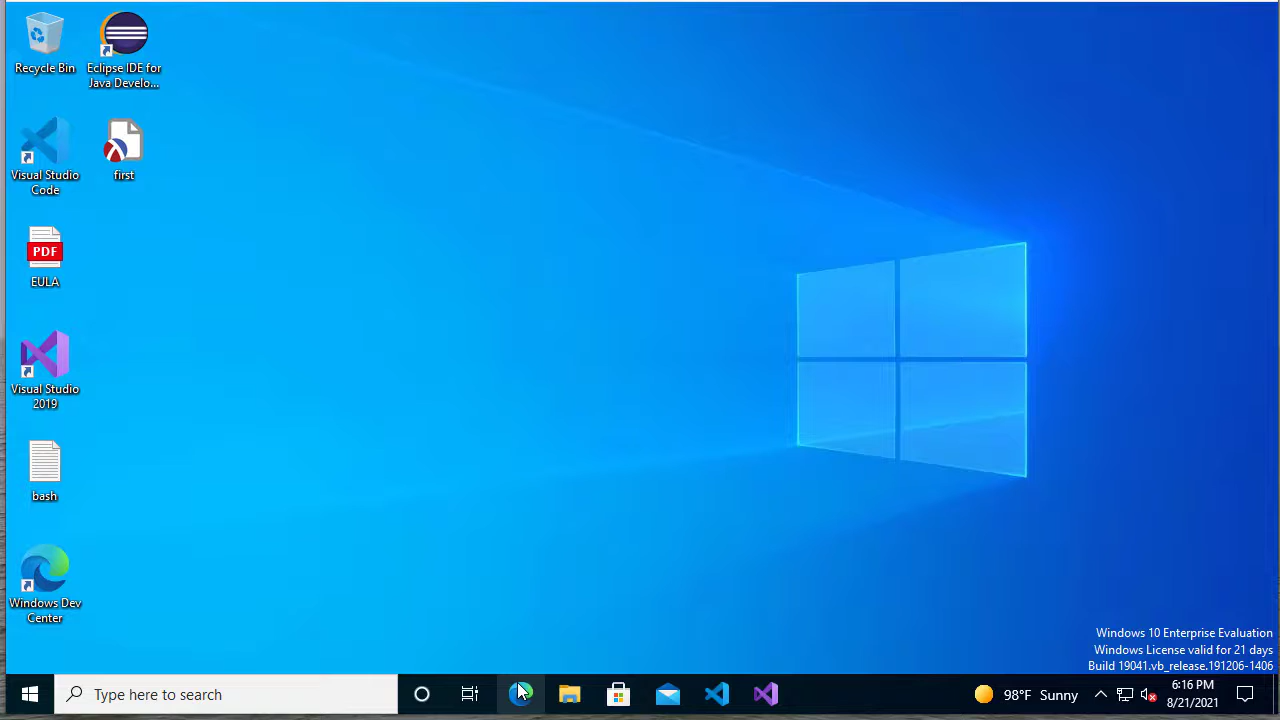 Recycle Bin
Eclipse IDE for
Java Develo...
Visual Studio
Code
first
PDF
EULA
Visual Studio
2019
bash
Windows Dev
Center
Windows 10 Enterprise Evaluation
Windows License valid for 21 days
Build 19041.vb_release.191206-1406
Type here to search
98°F Sunny
6:16 PM
8/21/2021